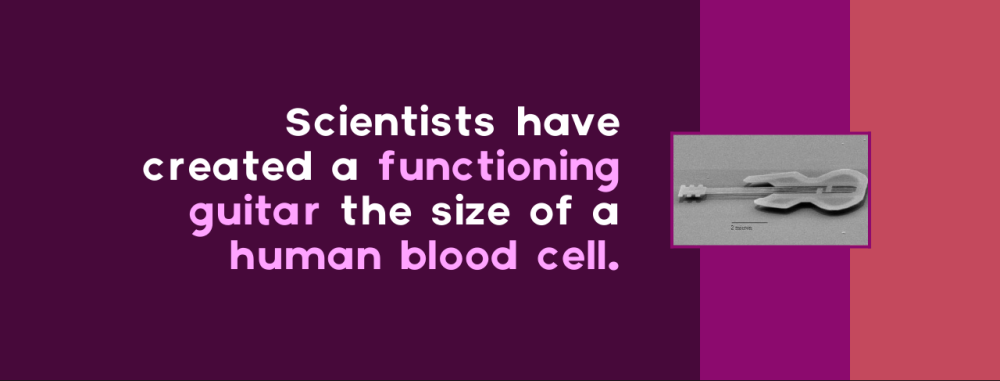 Scientists have
created a functioning
guitar the size of a
human blood cell.